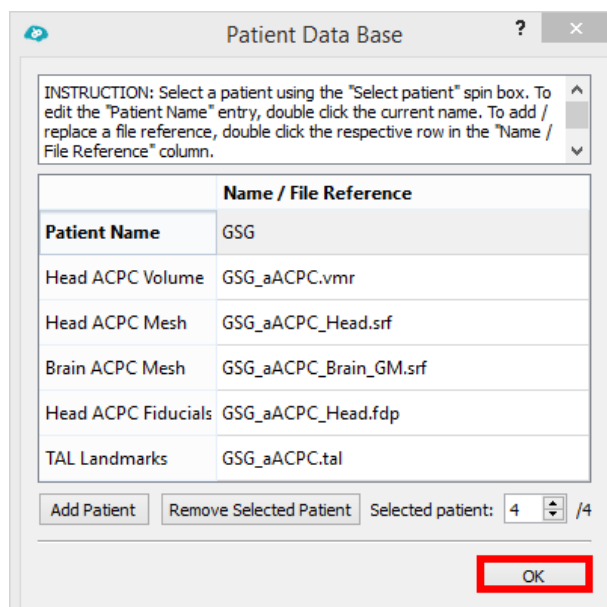 Patient Data Base
?
×
INSTRUCTION: Select a patient using the "Select patient" spin box. To
edit the "Patient Name" entry, double click the current name. To add /
replace a file reference, double click the respective row in the "Name /
File Reference" column.
Name / File Reference
Patient Name GSG
Head ACPC Volume GSG_aACPC.vmr
Head ACPC Mesh GSG_aACPC_Head.srf
Brain ACPC Mesh GSG_aACPC_Brain_GM.srf
Head ACPC Fiducials GSG_aACPC_Head.fdp
TAL Landmarks GSG_aACPC.tal
Add Patient Remove Selected Patient Selected patient: 4 /4
OK